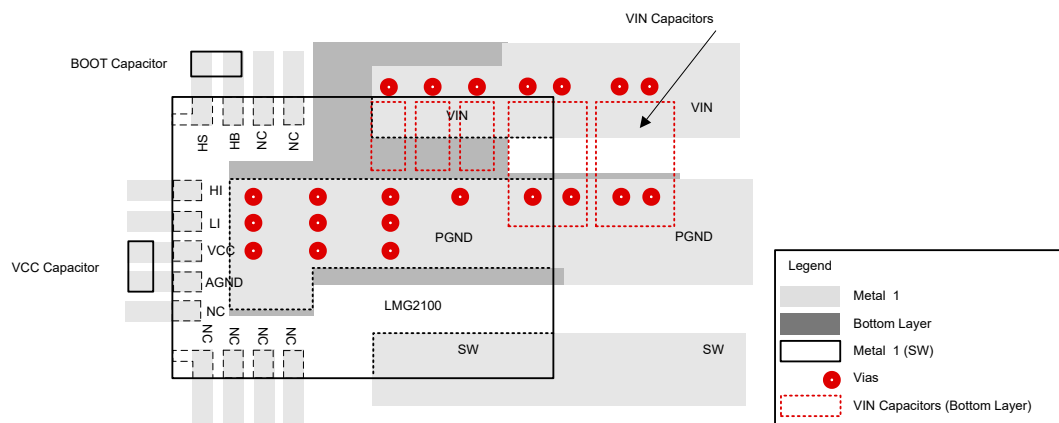 VIN Capacitors
BOOT Capacitor
VIN
VIN
HS
HB
NC
NC
HI
LI
VCC
AGND
NC
VCC Capacitor
PGND
PGND
LMG2100
NC
NC
NC
NC
SW
SW
Legend
Metal 1
Bottom Layer
Metal 1 (SW)
Vias
VIN Capacitors (Bottom Layer)